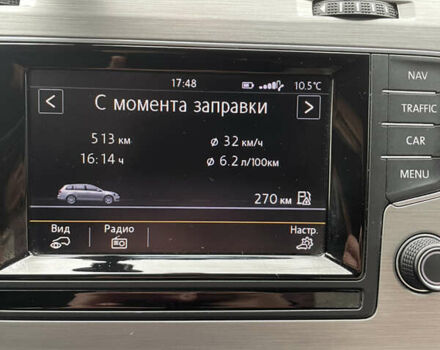 17:48 10.5°C
< С момента заправки >
513 км ø 32 км/ч
16:14 ч ø 6.2 л/100км
270 км
Вид Радио Настр.
NAV
TRAFFIC
CAR
MENU